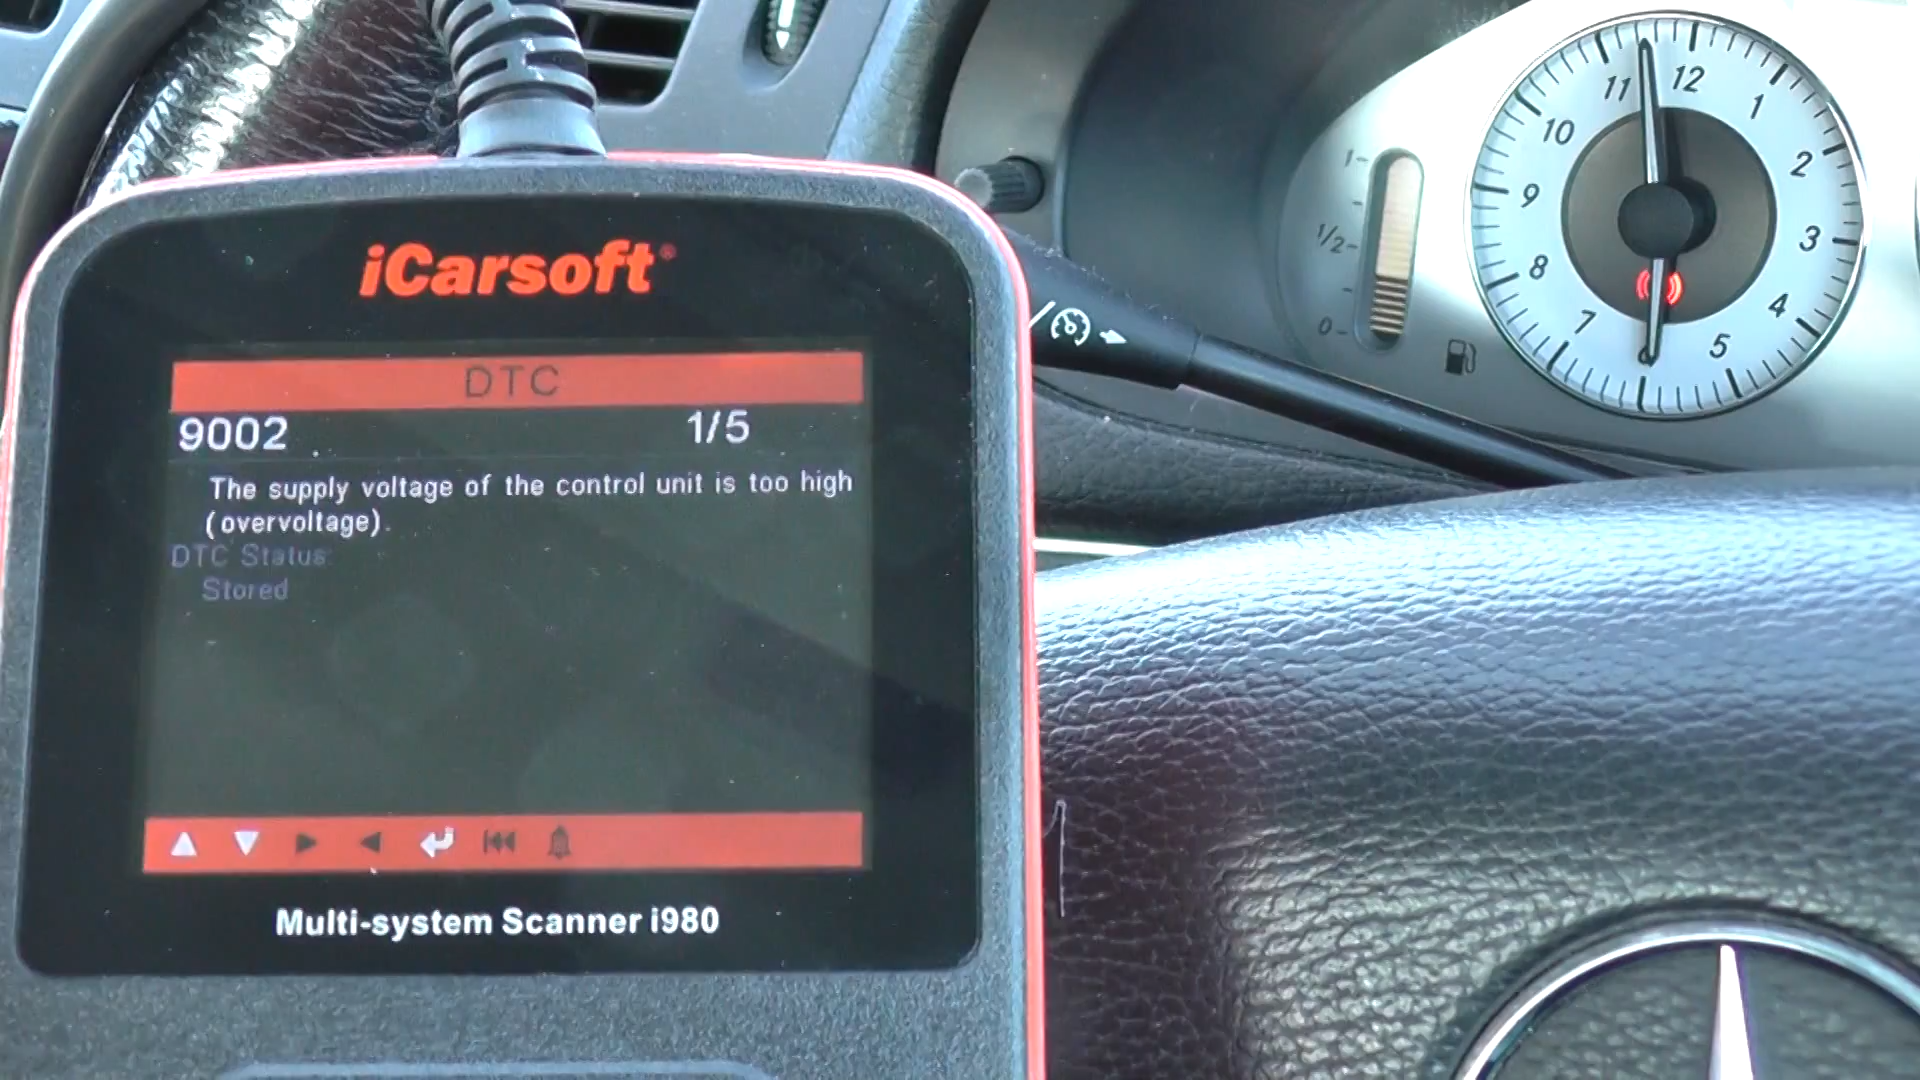 iCarsoft®
DTC
9002 1/5
The supply voltage of the control unit is too high
(overvoltage).
DTC Status:
Stored
Multi-system Scanner i980
1
1/2
0
11 12 1
10 2
9 3
8 4
7 6 5